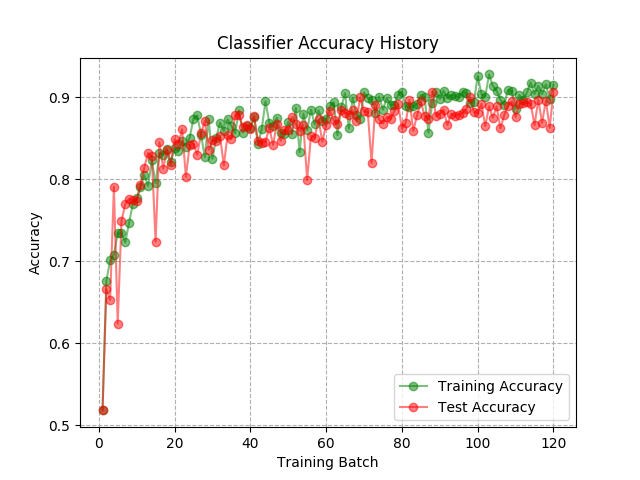 Classifier Accuracy History
Accuracy
0.9
0.8
0.7
0.6
0.5
0 20 40 60 80 100 120
Training Batch
Training Accuracy
Test Accuracy